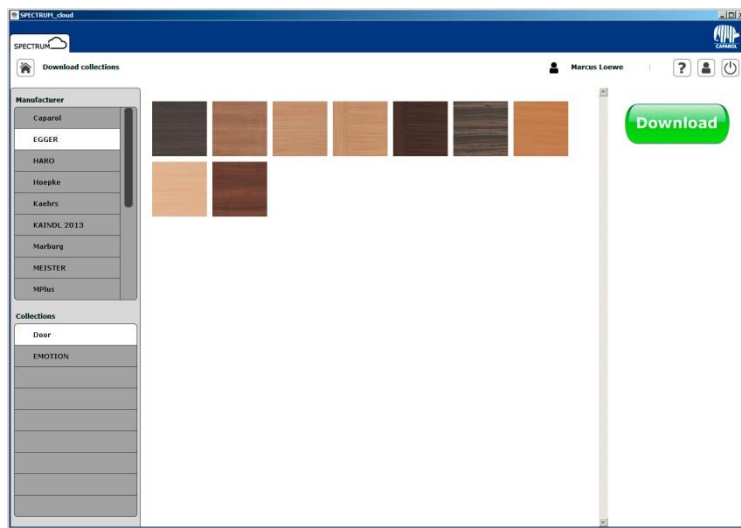 SPECTRUM_cloud
SPECTRUM
CAPAROL
Download collections
Marcus Loewe
?
Manufacturer
Caparol
EGGER
HARO
Hoepke
Kaehrs
KAINDL 2013
Marburg
MEISTER
MPlus
Download
Collections
Door
EMOTION